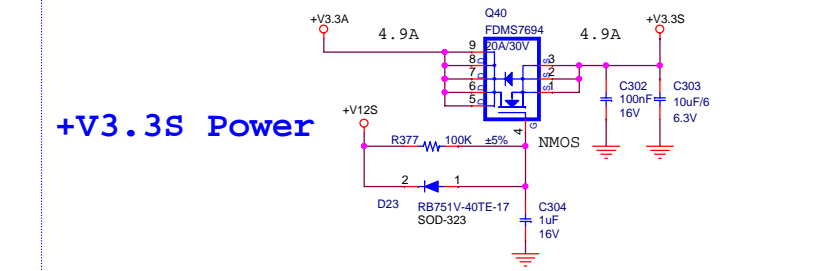 Q40
+V3.3A
FDMS7694
+V3.3S
4.9A
20A/30V
4.9A
9
8
D
3
S
7
D
2
S
6
D
1
S
5
D
C302
100nF
16V
C303
10uF/6
6.3V
+V12S
+V3.3S Power
4
G
NMOS
R377
100K
±5%
2
1
D23
RB751V-40TE-17
SOD-323
C304
1uF
16V